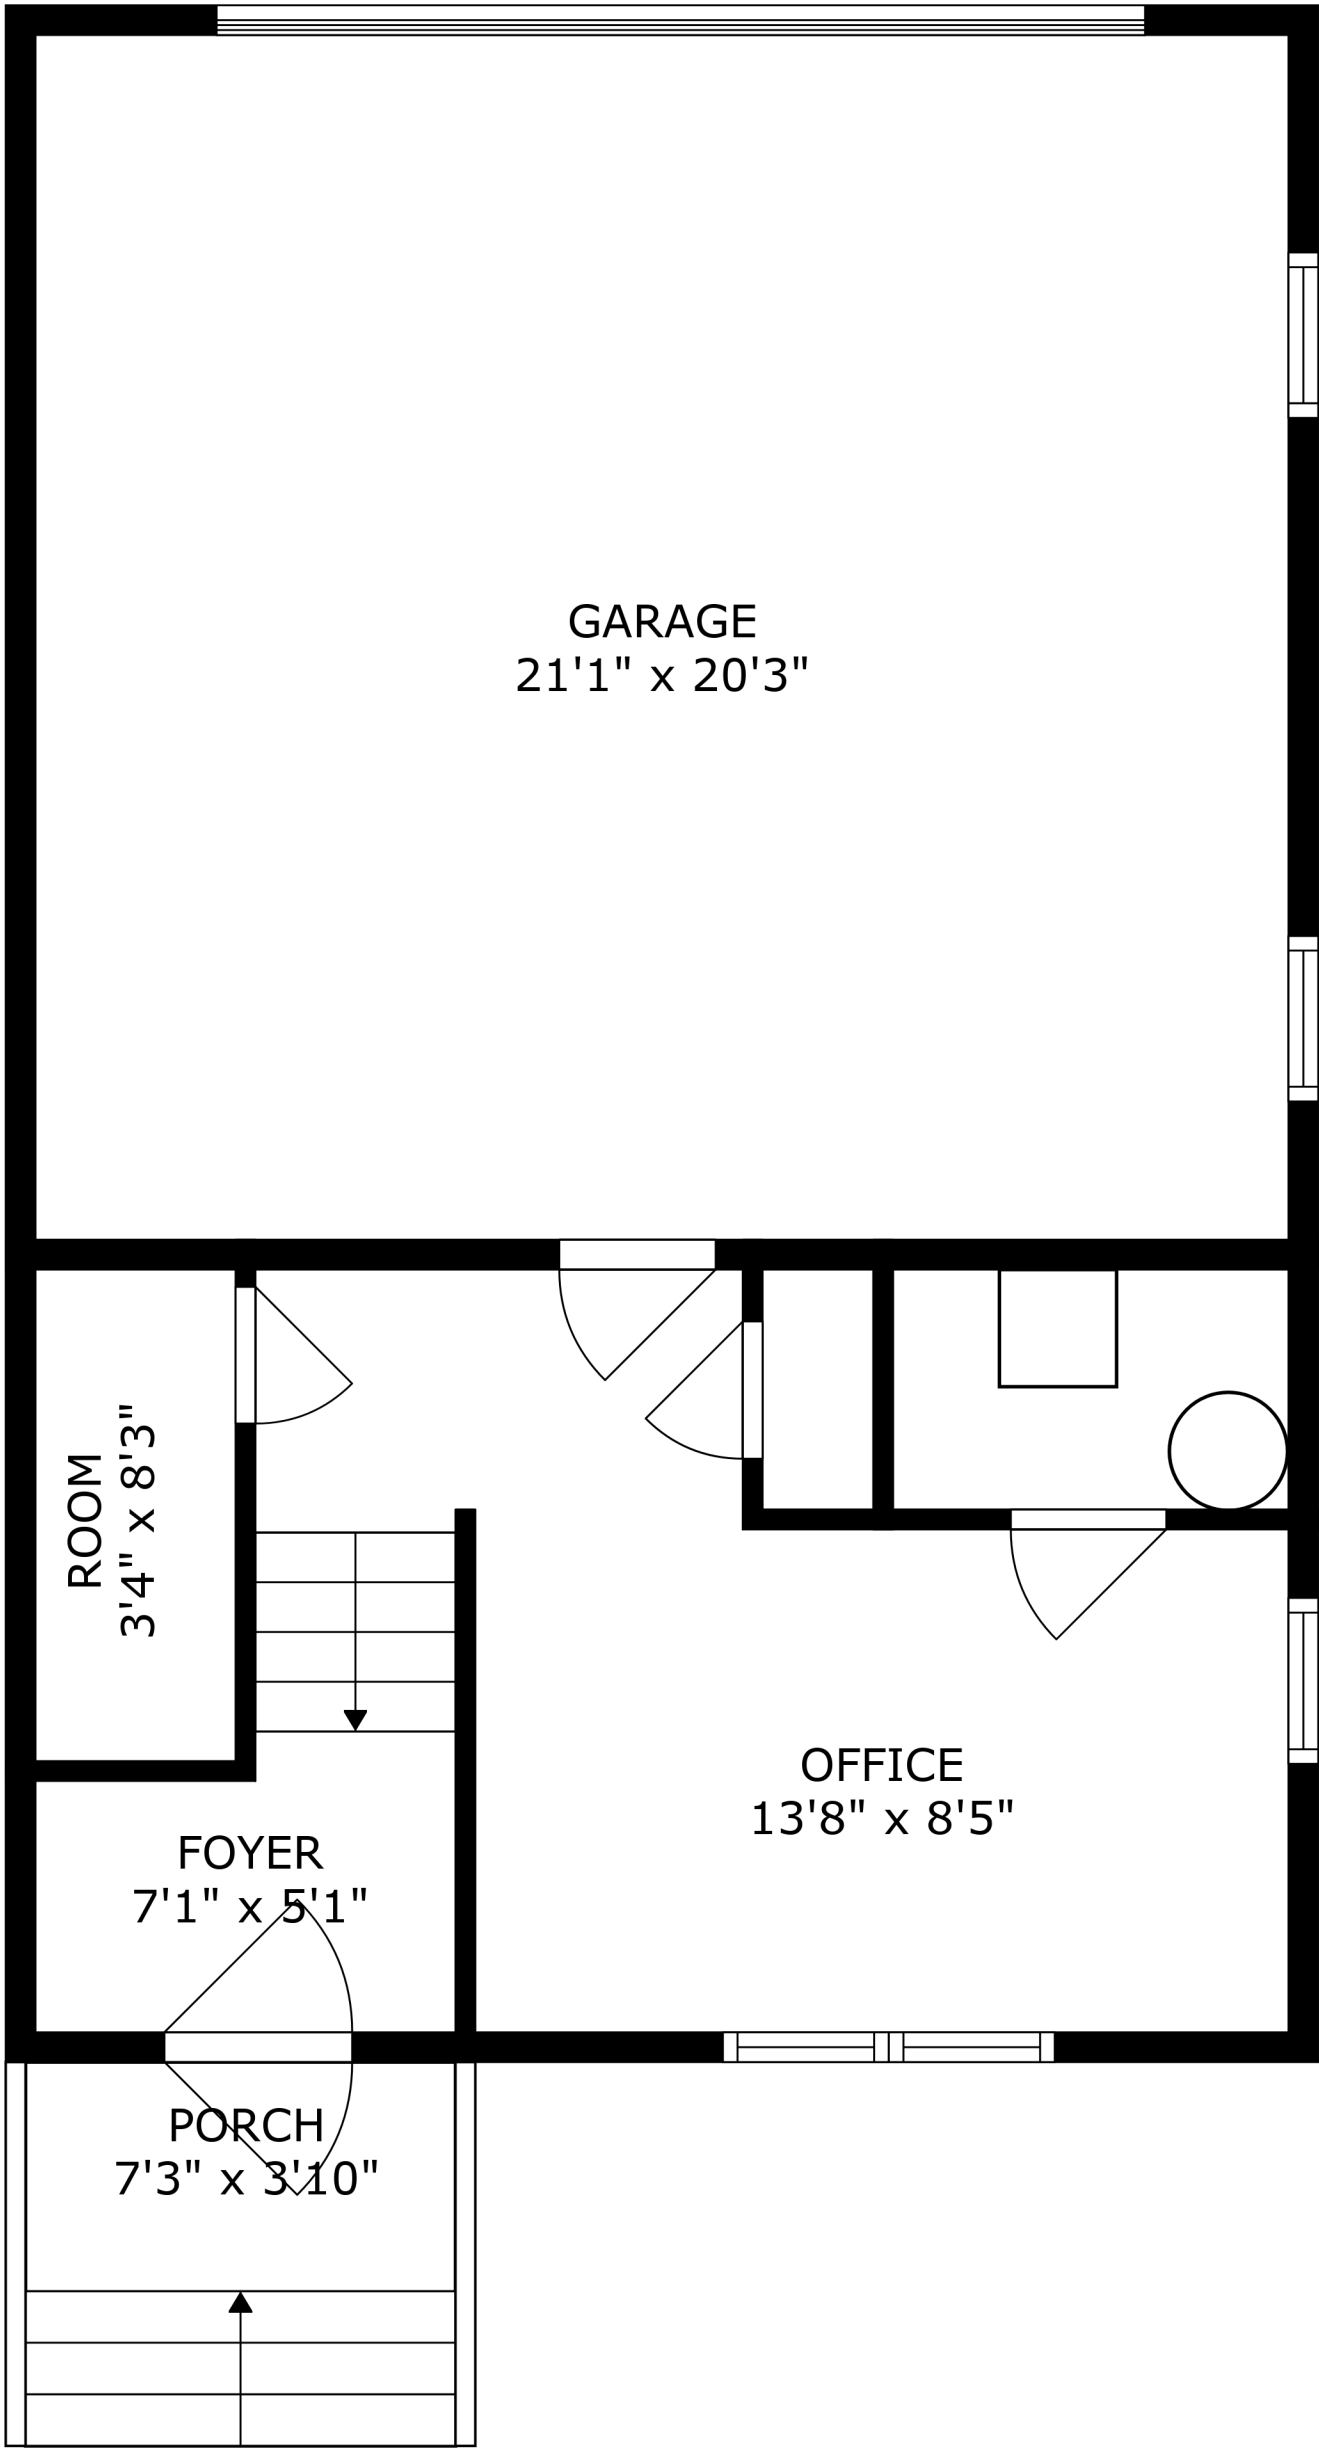 GARAGE
21'1" x 20'3"
ROOM
3'4" x 8'3"
OFFICE
13'8" x 8'5"
FOYER
7'1" x 5'1"
PORCH
7'3" x 3'10"